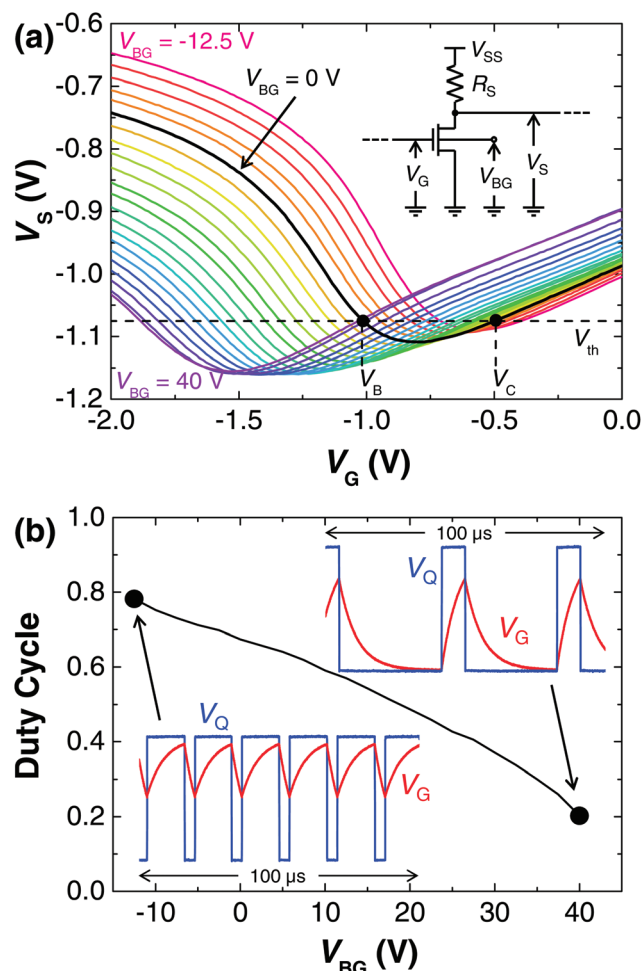 (a)
V_BG = -12.5 V
V_BG = 0 V
V_SS
R_S
V_G
V_BG
V_S
V_th
V_B
V_C
V_BG = 40 V
V_S (V)
-0.6
-0.7
-0.8
-0.9
-1.0
-1.1
-1.2
-2.0 -1.5 -1.0 -0.5 0.0
V_G (V)
(b)
100 µs
V_Q
V_G
V_Q
V_G
100 µs
Duty Cycle
1.0
0.8
0.6
0.4
0.2
0.0
-10 0 10 20 30 40
V_BG (V)